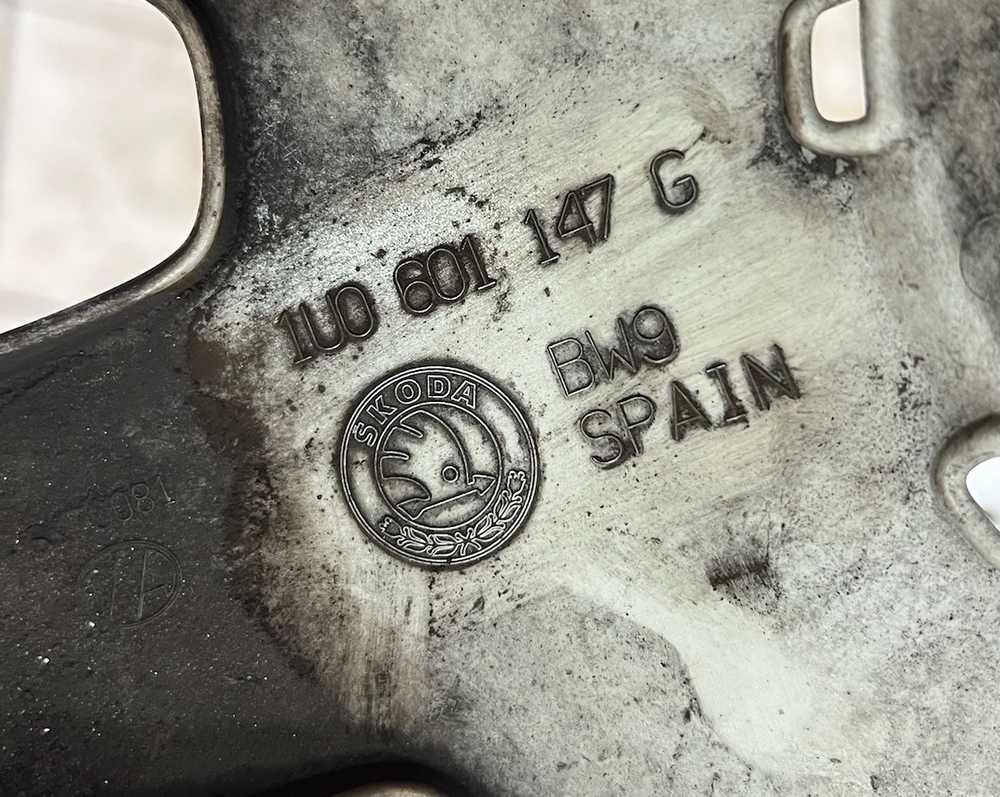 1U0 601 147 G
BW9
SPAIN
ŠKODA